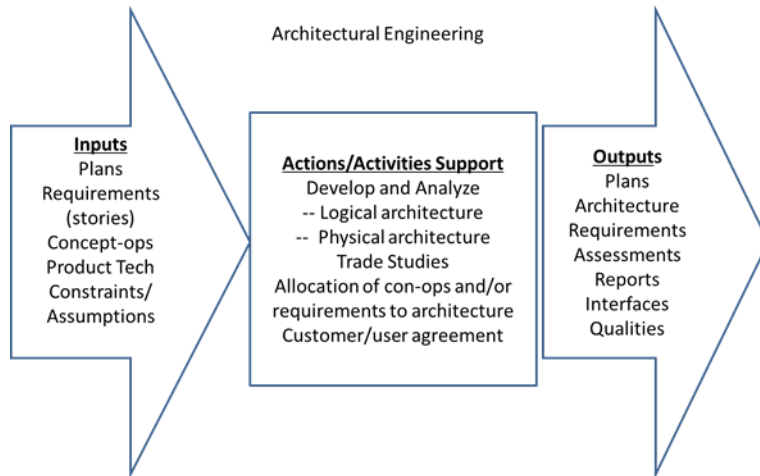 Architectural Engineering
Inputs
Plans
Requirements
(stories)
Concept-ops
Product Tech
Constraints/
Assumptions
Actions/Activities Support
Develop and Analyze
-- Logical architecture
-- Physical architecture
Trade Studies
Allocation of con-ops and/or
requirements to architecture
Customer/user agreement
Outputs
Plans
Architecture
Requirements
Assessments
Reports
Interfaces
Qualities